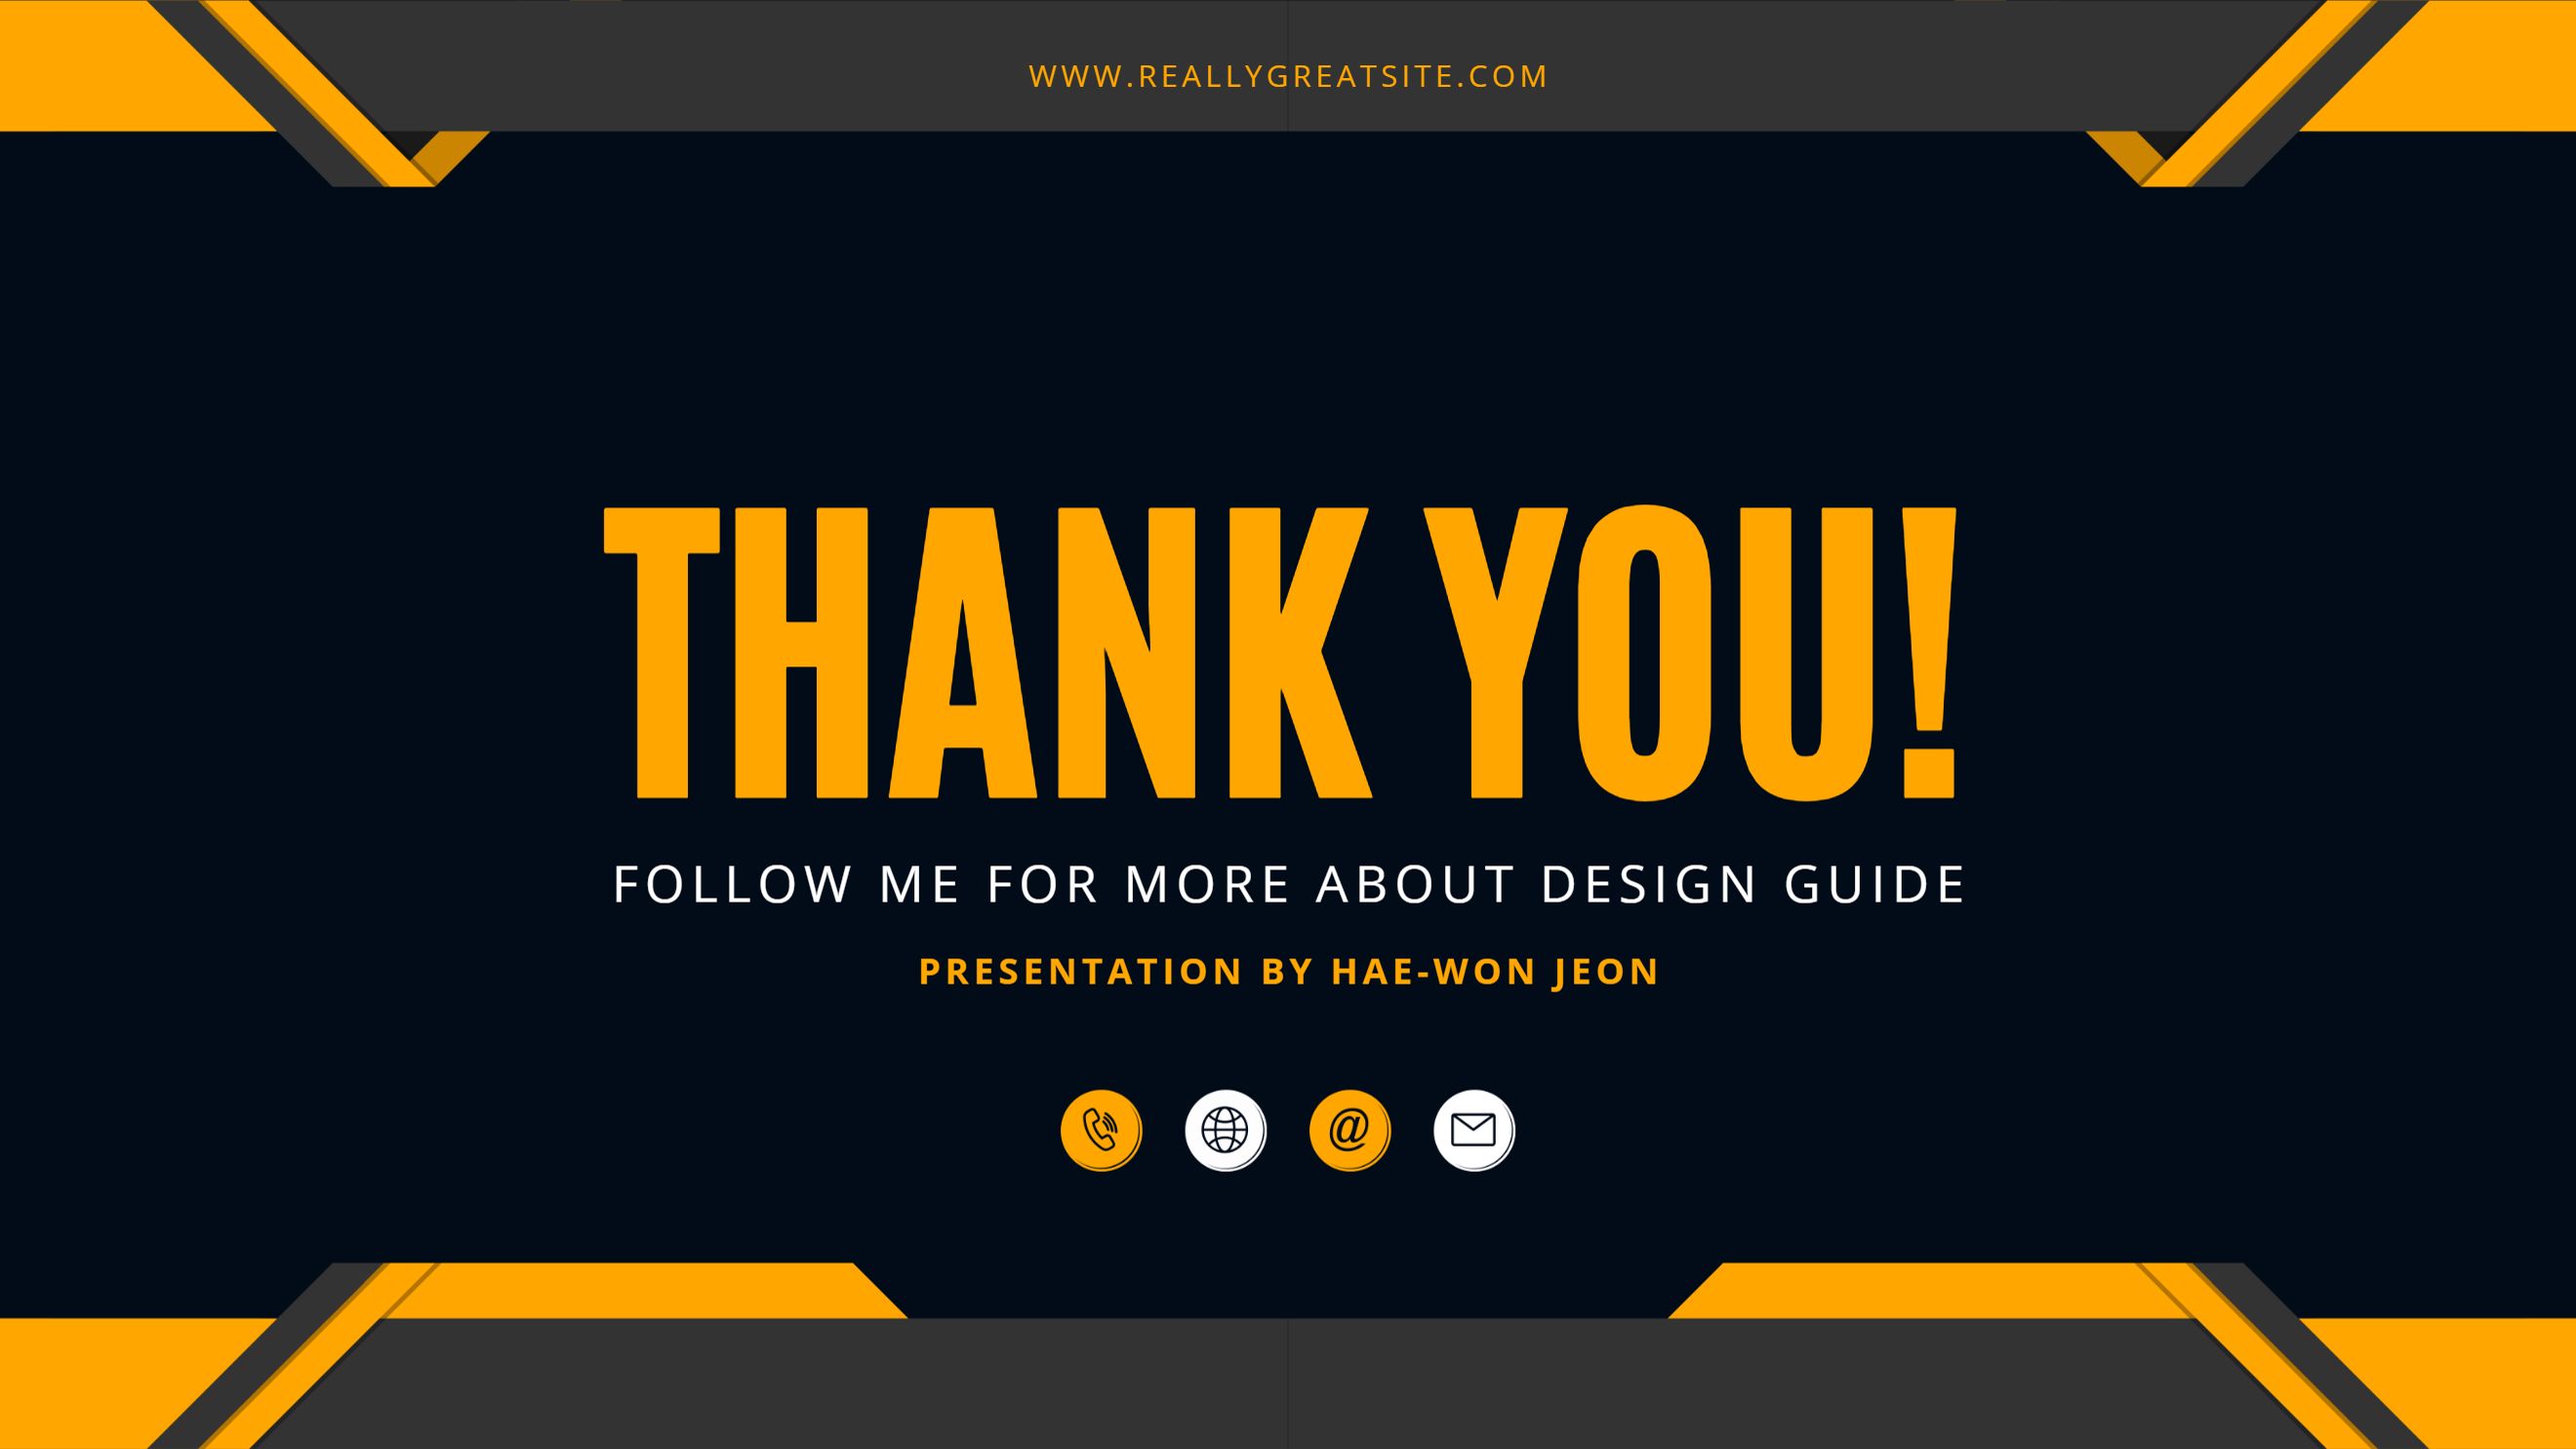 WWW.REALLYGREATSITE.COM
THANK YOU!
FOLLOW ME FOR MORE ABOUT DESIGN GUIDE
PRESENTATION BY HAE-WON JEON
@